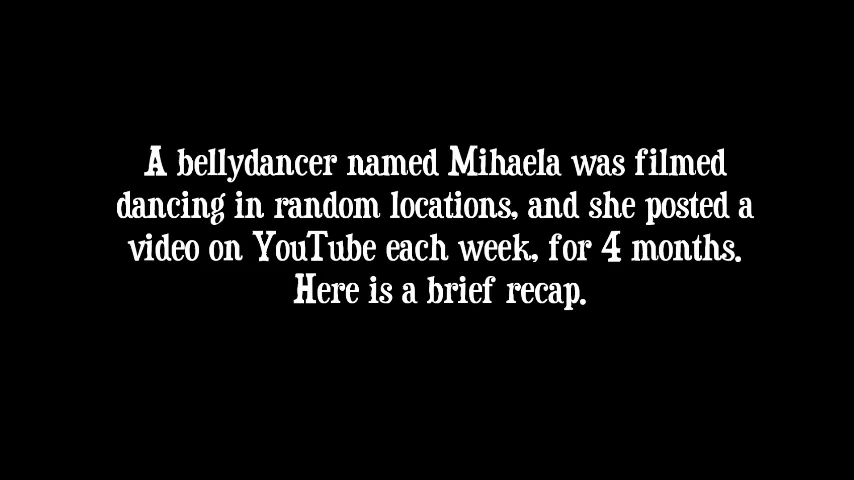 A bellydancer named Mihaela was filmed
dancing in random locations, and she posted a
video on YouTube each week, for 4 months.
Here is a brief recap.